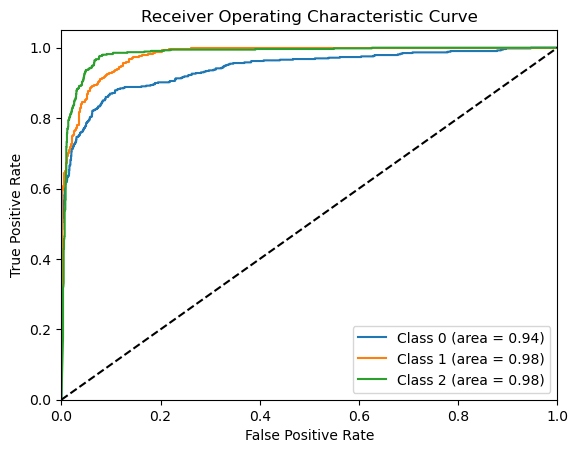 Receiver Operating Characteristic Curve
True Positive Rate
1.0
0.8
0.6
0.4
0.2
0.0
Class 0 (area = 0.94)
Class 1 (area = 0.98)
Class 2 (area = 0.98)
0.0 0.2 0.4 0.6 0.8 1.0
False Positive Rate